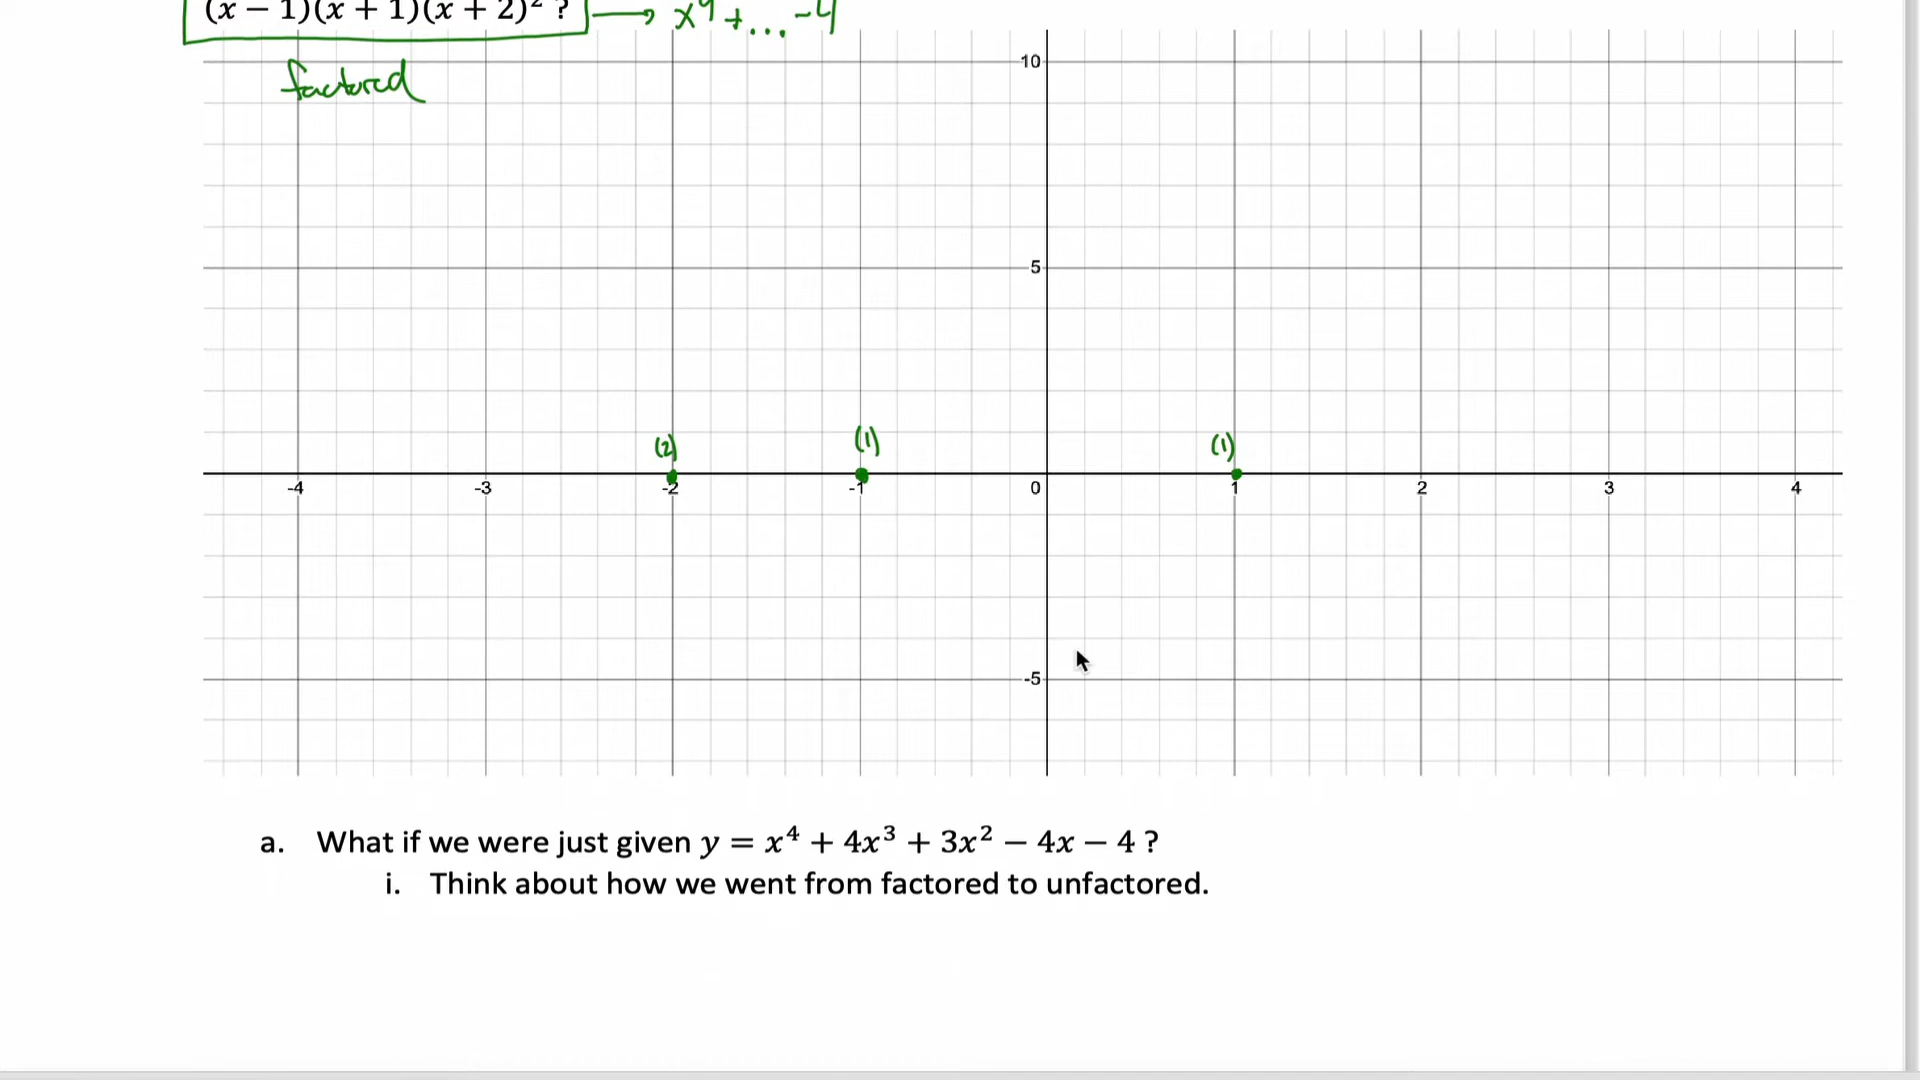 (x − 1)(x + 1)(x + 2)² ? → x⁴ + ... −4
factored
10
5
(2) (1) (1)
-4 -3 -2 -1 0 1 2 3 4
-5
a. What if we were just given y = x⁴ + 4x³ + 3x² − 4x − 4 ?
i. Think about how we went from factored to unfactored.